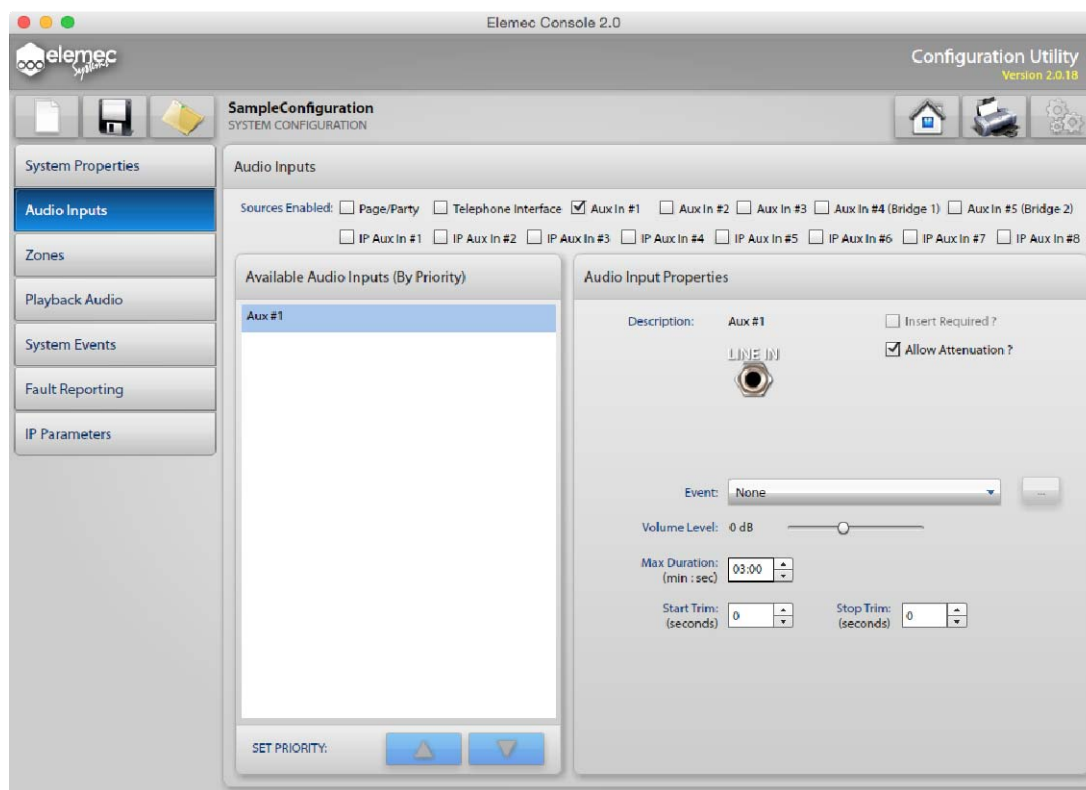 Elemec Console 2.0
elemec
Systems
Configuration Utility
Version 2.0.18
SampleConfiguration
SYSTEM CONFIGURATION
System Properties
Audio Inputs
Zones
Playback Audio
System Events
Fault Reporting
IP Parameters
Audio Inputs
Sources Enabled: Page/Party Telephone Interface Aux In #1 Aux In #2 Aux In #3 Aux In #4 (Bridge 1) Aux In #5 (Bridge 2)
IP Aux In #1 IP Aux In #2 IP Aux In #3 IP Aux In #4 IP Aux In #5 IP Aux In #6 IP Aux In #7 IP Aux In #8
Available Audio Inputs (By Priority)
Aux #1
SET PRIORITY:
Audio Input Properties
Description: Aux #1 Insert Required ?
Allow Attenuation ?
LINE IN
Event: None ...
Volume Level: 0 dB
Max Duration: 03:00
(min : sec)
Start Trim: 0 Stop Trim: 0
(seconds) (seconds)